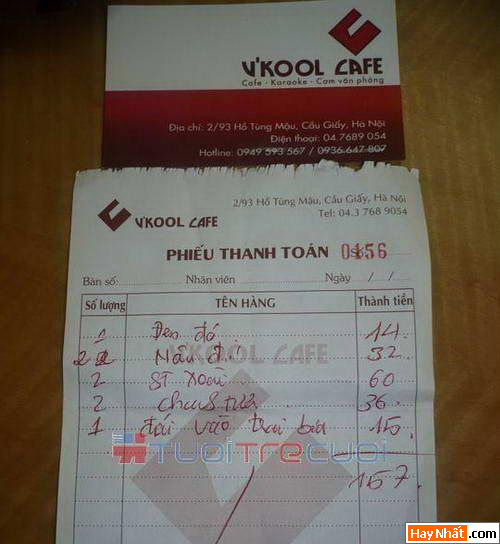 V'KOOL CAFE
Cafe - Karaoke - Cơm văn phòng
Địa chỉ: 2/93 Hồ Tùng Mậu, Cầu Giấy, Hà Nội
Điện thoại: 04.7689 054
Hotline: 0949 593 567 / 0936 647 807
2/93 Hồ Tùng Mậu, Cầu Giấy, Hà Nội
Tel: 04.3 768 9054
V'KOOL CAFE
PHIẾU THANH TOÁN Số: 0156
Bàn số: Nhân viên Ngày / /
Số lượng TÊN HÀNG Thành tiền
1 Đen đá 14
2 Nâu đá 32
V'KOOL CAFE
2 ST Xoài 60
2 chanh tươi 36
1 đái vào trai bia 15
TUOITRECUOI
157
HayNhat.com